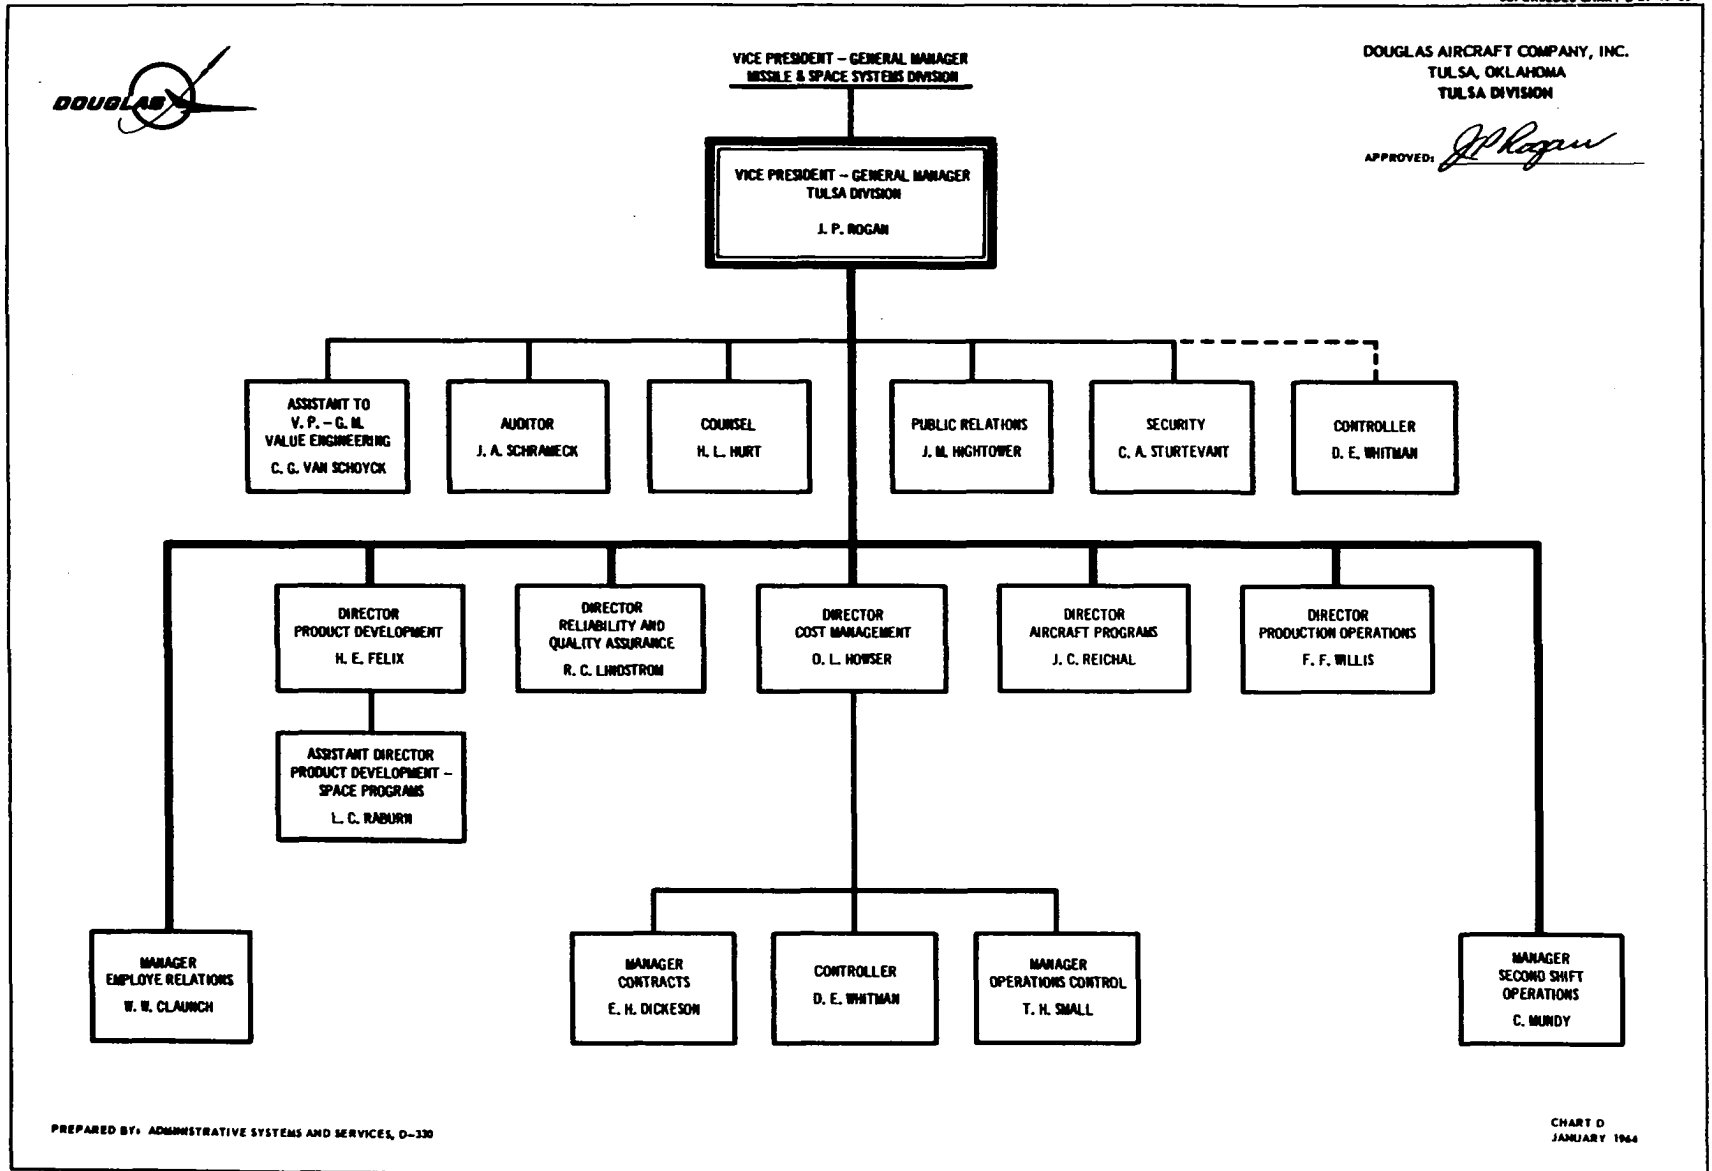 DOUGLAS
VICE PRESIDENT – GENERAL MANAGER
MISSILE & SPACE SYSTEMS DIVISION
DOUGLAS AIRCRAFT COMPANY, INC.
TULSA, OKLAHOMA
TULSA DIVISION
APPROVED: J P Rogan
VICE PRESIDENT – GENERAL MANAGER
TULSA DIVISION
J. P. ROGAN
ASSISTANT TO
V. P. – G. M.
VALUE ENGINEERING
C. G. VAN SCHOYCK
AUDITOR
J. A. SCHRAMECK
COUNSEL
H. L. HURT
PUBLIC RELATIONS
J. M. HIGHTOWER
SECURITY
C. A. STURTEVANT
CONTROLLER
D. E. WHITMAN
DIRECTOR
PRODUCT DEVELOPMENT
H. E. FELIX
DIRECTOR
RELIABILITY AND
QUALITY ASSURANCE
R. C. LINDSTROM
DIRECTOR
COST MANAGEMENT
O. L. HOWSER
DIRECTOR
AIRCRAFT PROGRAMS
J. C. REICHAL
DIRECTOR
PRODUCTION OPERATIONS
F. F. WILLIS
ASSISTANT DIRECTOR
PRODUCT DEVELOPMENT –
SPACE PROGRAMS
L. C. RABURN
MANAGER
EMPLOYE RELATIONS
W. W. CLAUNCH
MANAGER
CONTRACTS
E. H. DICKESON
CONTROLLER
D. E. WHITMAN
MANAGER
OPERATIONS CONTROL
T. H. SMALL
MANAGER
SECOND SHIFT
OPERATIONS
C. MUNDY
PREPARED BY: ADMINISTRATIVE SYSTEMS AND SERVICES, D–330
CHART D
JANUARY 1964